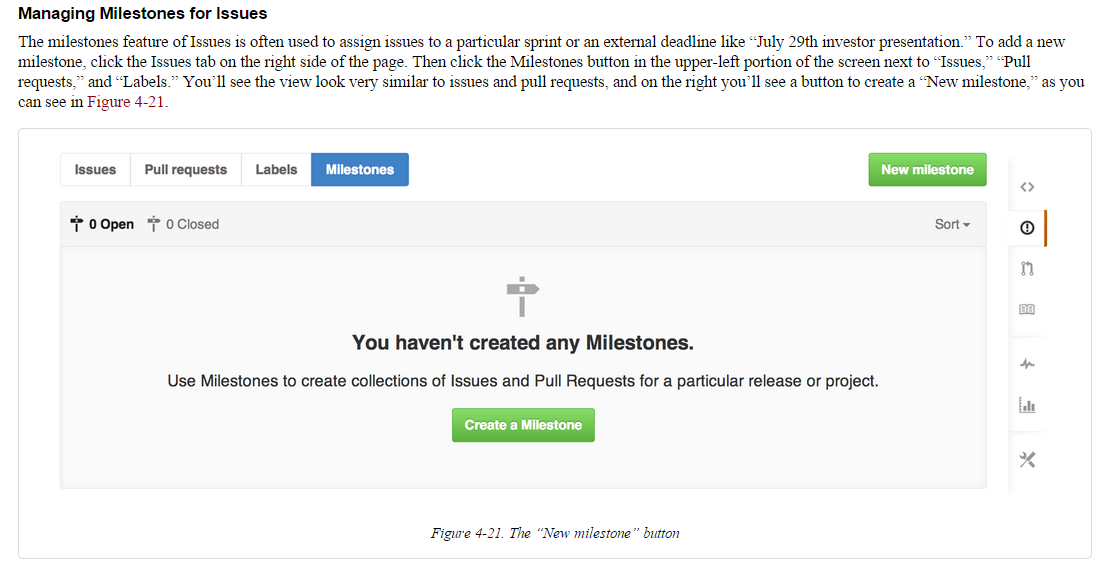 Managing Milestones for Issues
The milestones feature of Issues is often used to assign issues to a particular sprint or an external deadline like “July 29th investor presentation.” To add a new
milestone, click the Issues tab on the right side of the page. Then click the Milestones button in the upper-left portion of the screen next to “Issues,” “Pull
requests,” and “Labels.” You’ll see the view look very similar to issues and pull requests, and on the right you’ll see a button to create a “New milestone,” as you
can see in Figure 4-21.
Issues Pull requests Labels Milestones New milestone
0 Open 0 Closed Sort
You haven't created any Milestones.
Use Milestones to create collections of Issues and Pull Requests for a particular release or project.
Create a Milestone
Figure 4-21. The “New milestone” button